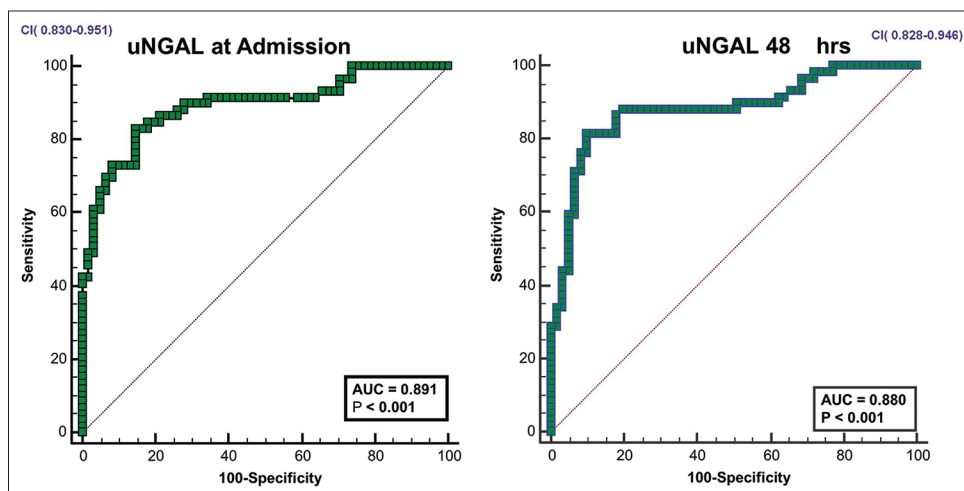 CI( 0.830-0.951)
uNGAL at Admission
100
80
60
40
20
0
Sensitivity
AUC = 0.891
P < 0.001
0 20 40 60 80 100
100-Specificity
CI( 0.828-0.946)
uNGAL 48 hrs
100
80
60
40
20
0
Sensitivity
AUC = 0.880
P < 0.001
0 20 40 60 80 100
100-Specificity